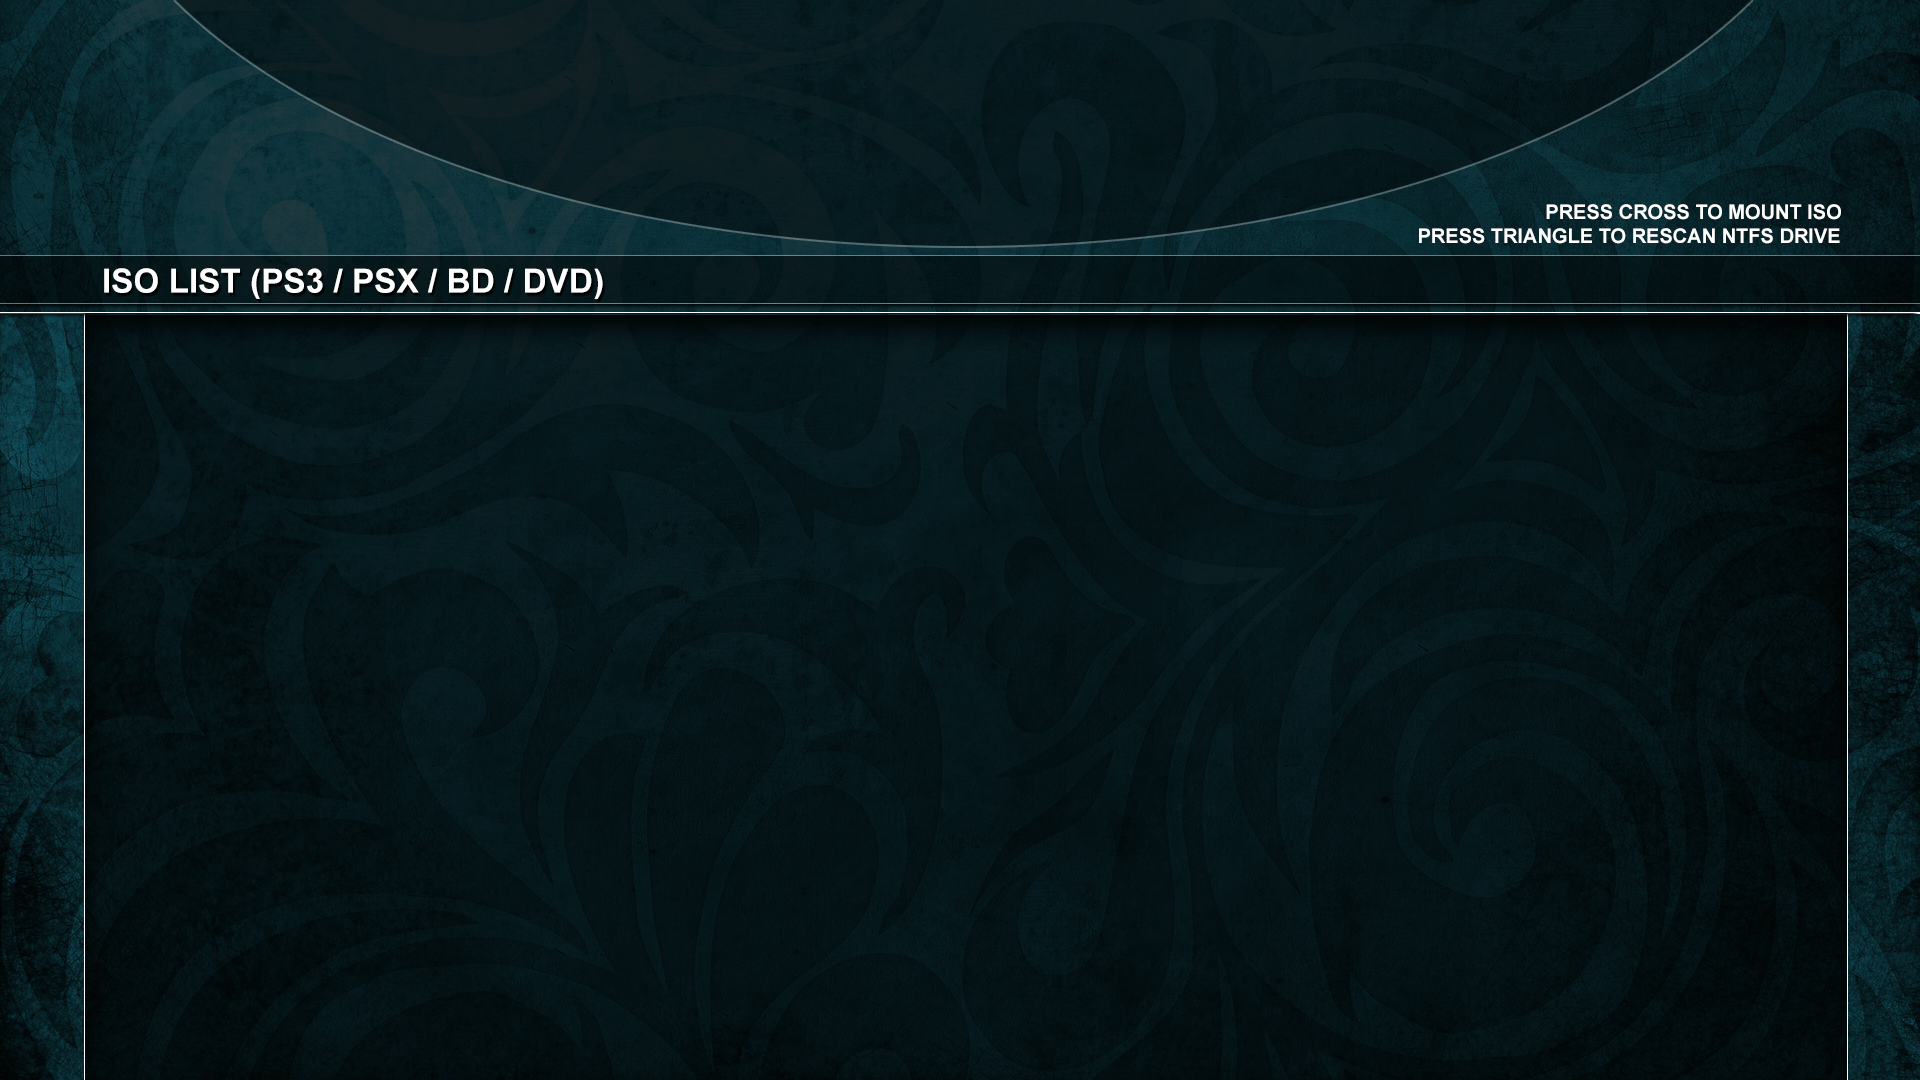 PRESS CROSS TO MOUNT ISO
PRESS TRIANGLE TO RESCAN NTFS DRIVE
ISO LIST (PS3 / PSX / BD / DVD)